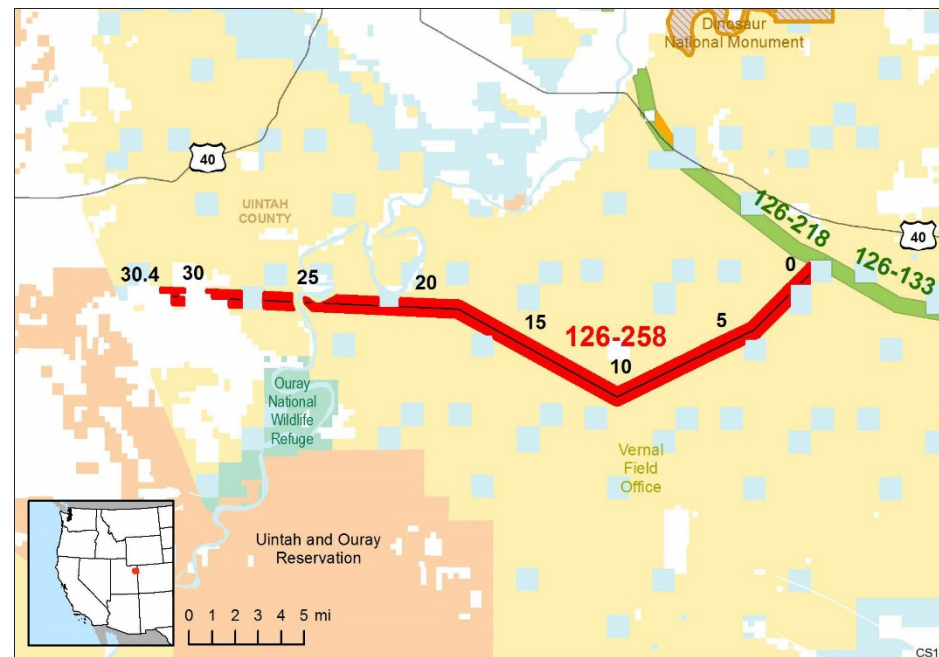 Dinosaur
National Monument
40
UINTAH
COUNTY
126-218
40
126-133
0
30.4
30
25
20
15
126-258
5
10
Ouray
National
Wildlife
Refuge
Vernal
Field
Office
Uintah and Ouray
Reservation
0 1 2 3 4 5 mi
CS1